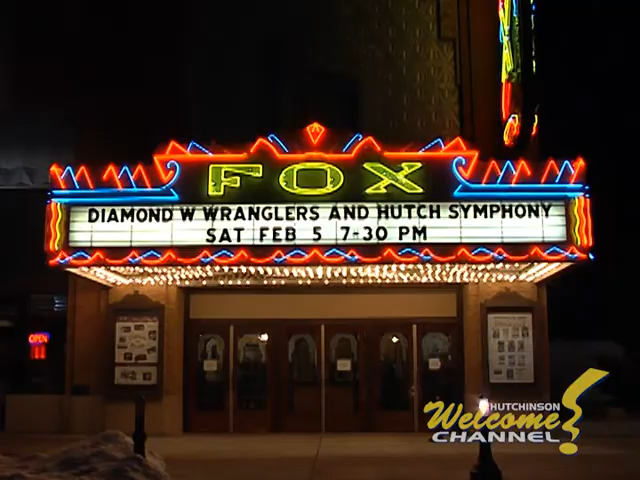 FOX
DIAMOND W WRANGLERS AND HUTCH SYMPHONY
SAT FEB 5 7-30 PM
OPEN
HUTCHINSON
Welcome!
CHANNEL